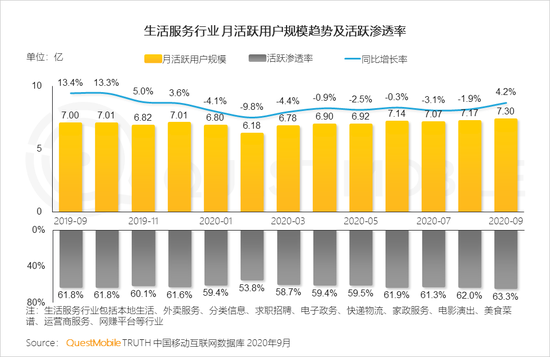 生活服务行业 月活跃用户规模趋势及活跃渗透率
单位：亿
月活跃用户规模 活跃渗透率 同比增长率
13.4% 13.3% 5.0% 3.6% -4.1% -9.8% -4.4% -0.9% -2.5% -0.3% -3.1% -1.9% 4.2%
10
7.00 7.01 6.82 7.01 6.80 6.18 6.78 6.90 6.92 7.14 7.07 7.17 7.30
5
QUEST MOBILE
0
2019-09 2019-11 2020-01 2020-03 2020-05 2020-07 2020-09
0%
40%
80%
61.8% 61.8% 60.1% 61.6% 59.4% 53.8% 58.7% 59.4% 59.5% 61.9% 61.3% 62.0% 63.3%
注：生活服务行业包括本地生活、外卖服务、分类信息、求职招聘、电子政务、快递物流、家政服务、电影演出、美食菜
谱、运营商服务、网赚平台等行业
Source： QuestMobile TRUTH 中国移动互联网数据库 2020年9月